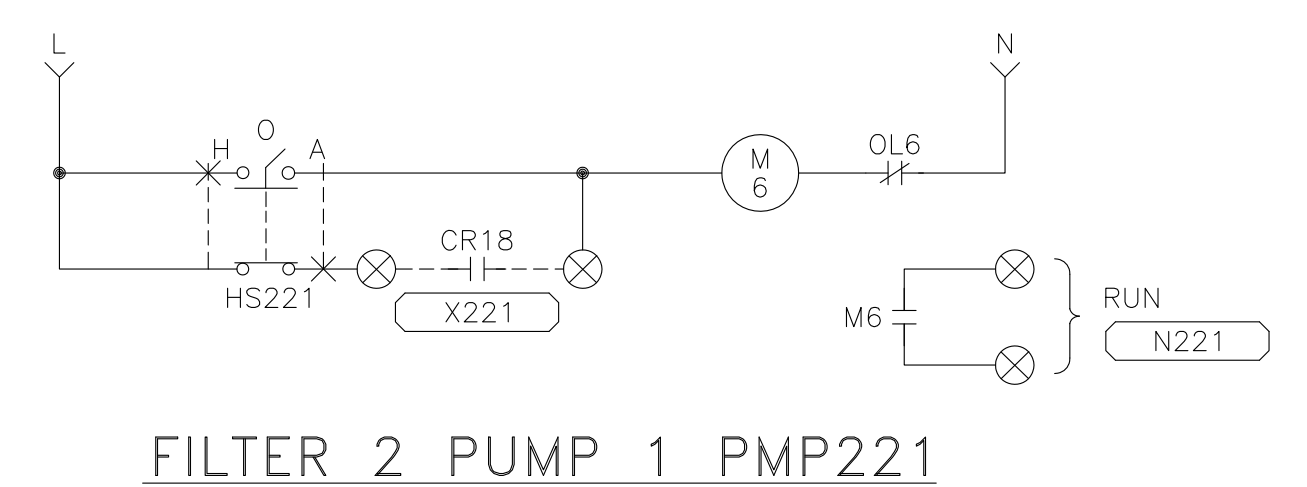 L
N
O
H
A
M
6
OL6
CR18
HS221
X221
M6
RUN
N221
FILTER 2 PUMP 1 PMP221